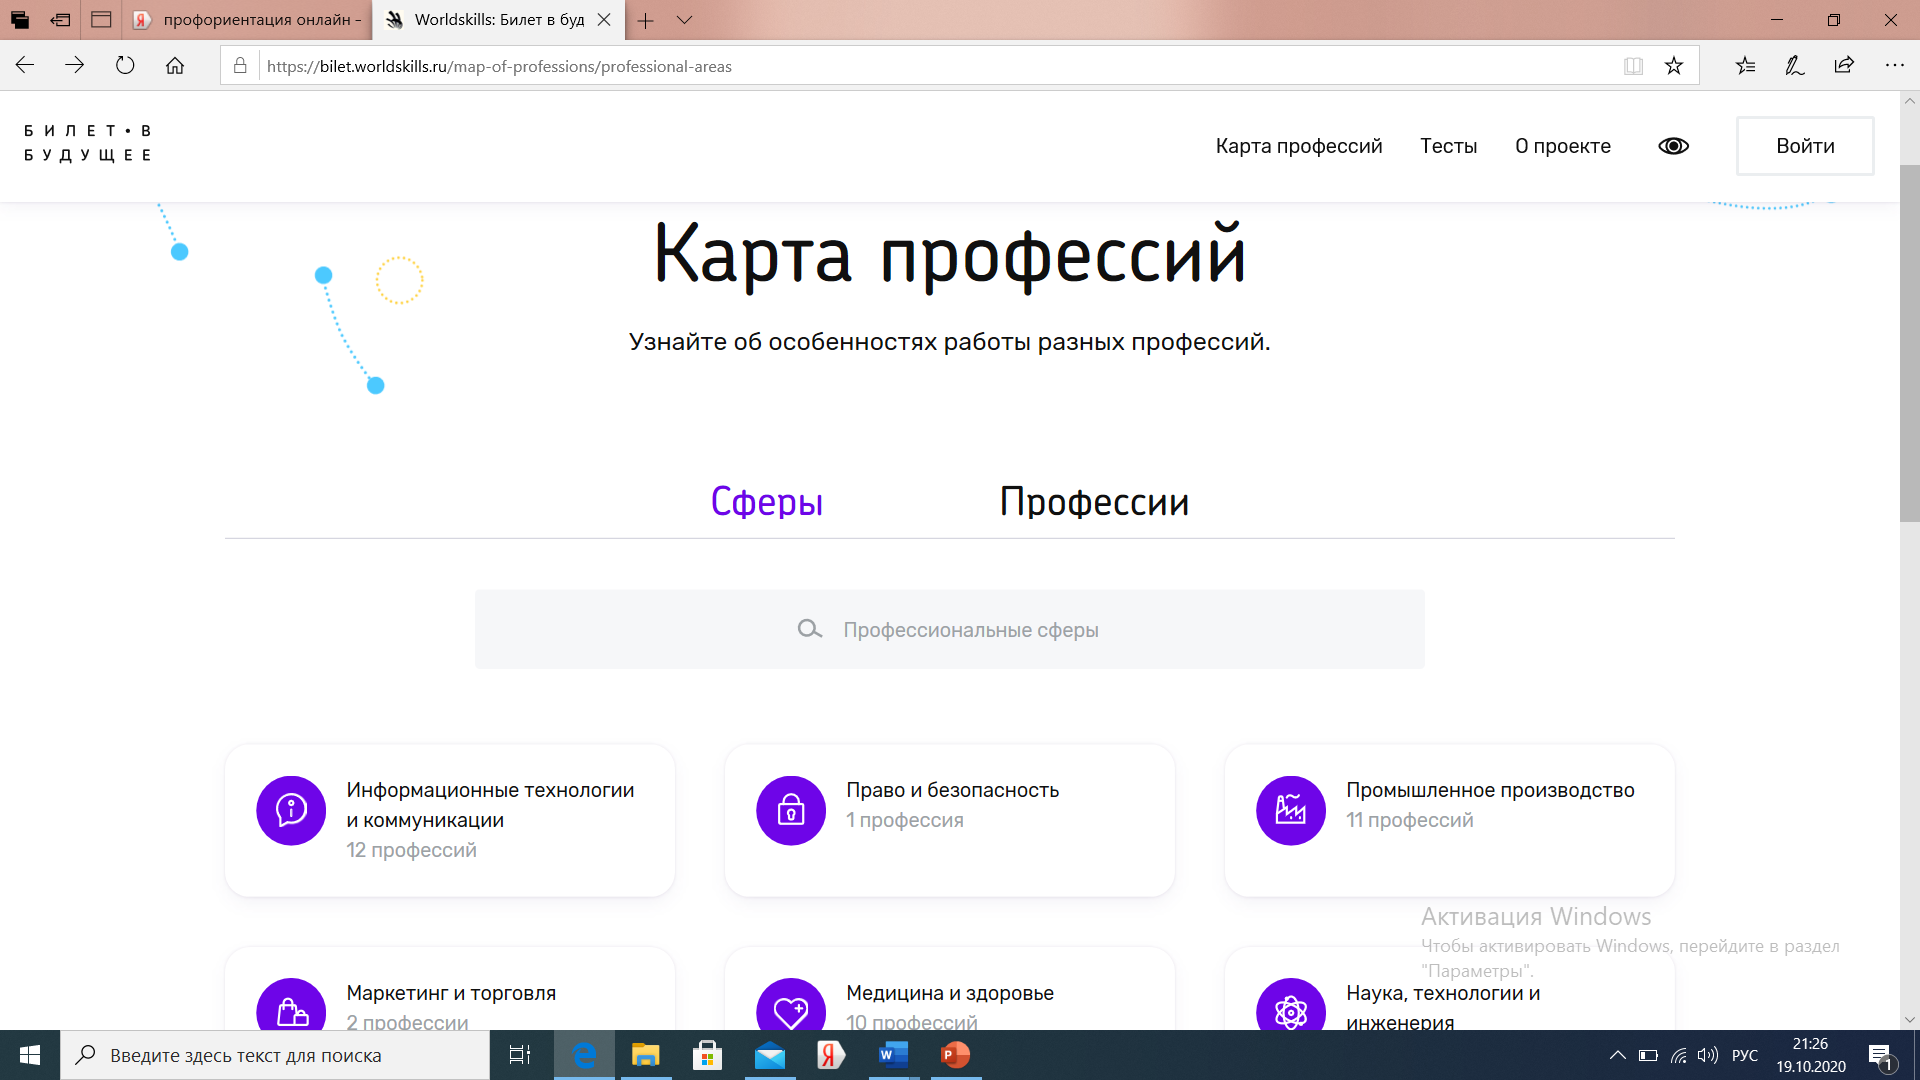 профориентация онлайн –
Worldskills: Билет в буд
https://bilet.worldskills.ru/map-of-professions/professional-areas
БИЛЕТ•В
БУДУЩЕЕ
Карта профессий
Тесты
О проекте
Войти
Карта профессий
Узнайте об особенностях работы разных профессий.
Сферы
Профессии
Профессиональные сферы
Информационные технологии
и коммуникации
12 профессий
Право и безопасность
1 профессия
Промышленное производство
11 профессий
Активация Windows
Чтобы активировать Windows, перейдите в раздел
"Параметры".
Маркетинг и торговля
2 профессии
Медицина и здоровье
10 профессий
Наука, технологии и
инженерия
Введите здесь текст для поиска
W
P
Я
РУС
21:26
19.10.2020
1